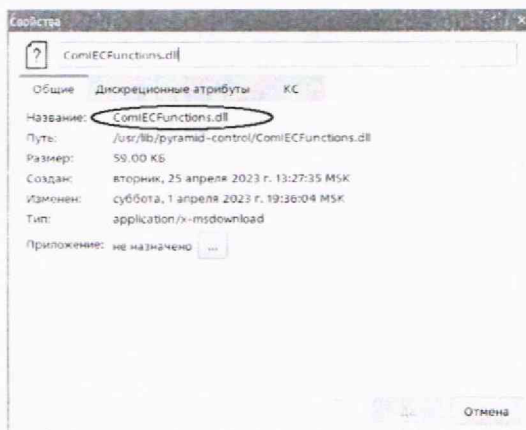 Свойства
ComIECFunctions.dll
Общие Дискреционные атрибуты КС
Название: ComIECFunctions.dll
Путь: /usr/lib/pyramid-control/ComIECFunctions.dll
Размер: 59.00 КБ
Создан: вторник, 25 апреля 2023 г. 13:27:35 MSK
Изменен: суббота, 1 апреля 2023 г. 19:36:04 MSK
Тип: application/x-msdownload
Приложение: не назначено ...
Да Отмена